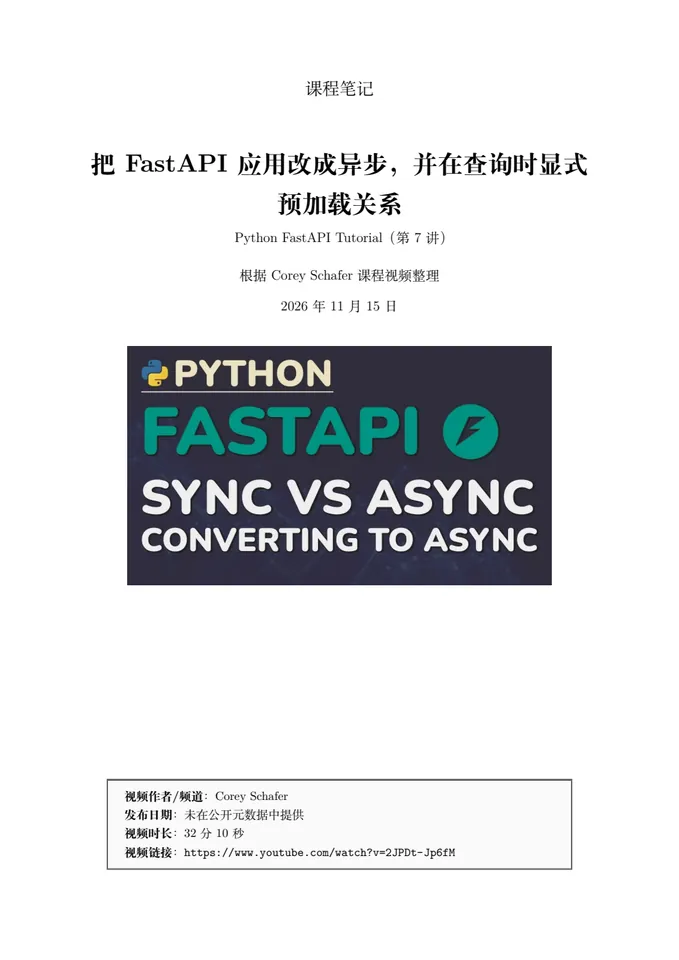 课程笔记
把 FastAPI 应用改成异步，并在查询时显式
预加载关系
Python FastAPI Tutorial（第 7 讲）
根据 Corey Schafer 课程视频整理
2026 年 11 月 15 日
PYTHON
FASTAPI
SYNC VS ASYNC
CONVERTING TO ASYNC
视频作者/频道：Corey Schafer
发布日期：未在公开元数据中提供
视频时长：32 分 10 秒
视频链接：https://www.youtube.com/watch?v=2JPDt-Jp6fM